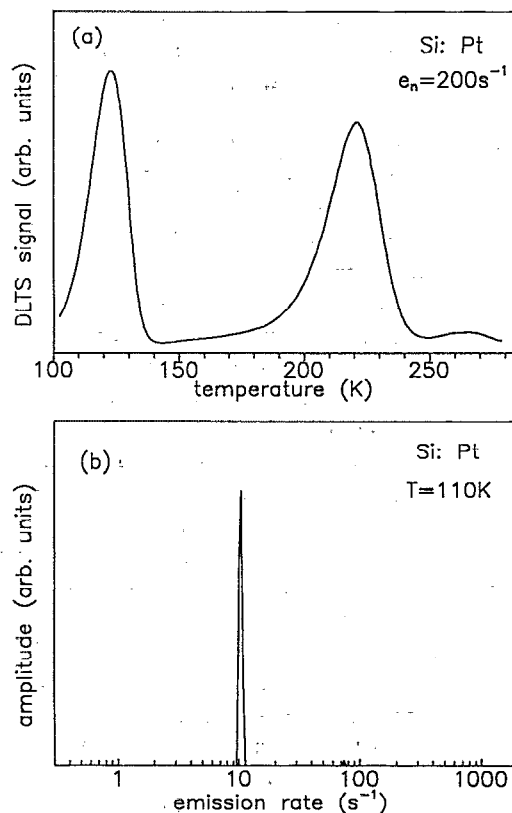 (a)
Si: Pt
eₙ=200s⁻¹
DLTS signal (arb. units)
100 150 200 250
temperature (K)
(b)
Si: Pt
T=110K
amplitude (arb. units)
1 10 100 1000
emission rate (s⁻¹)